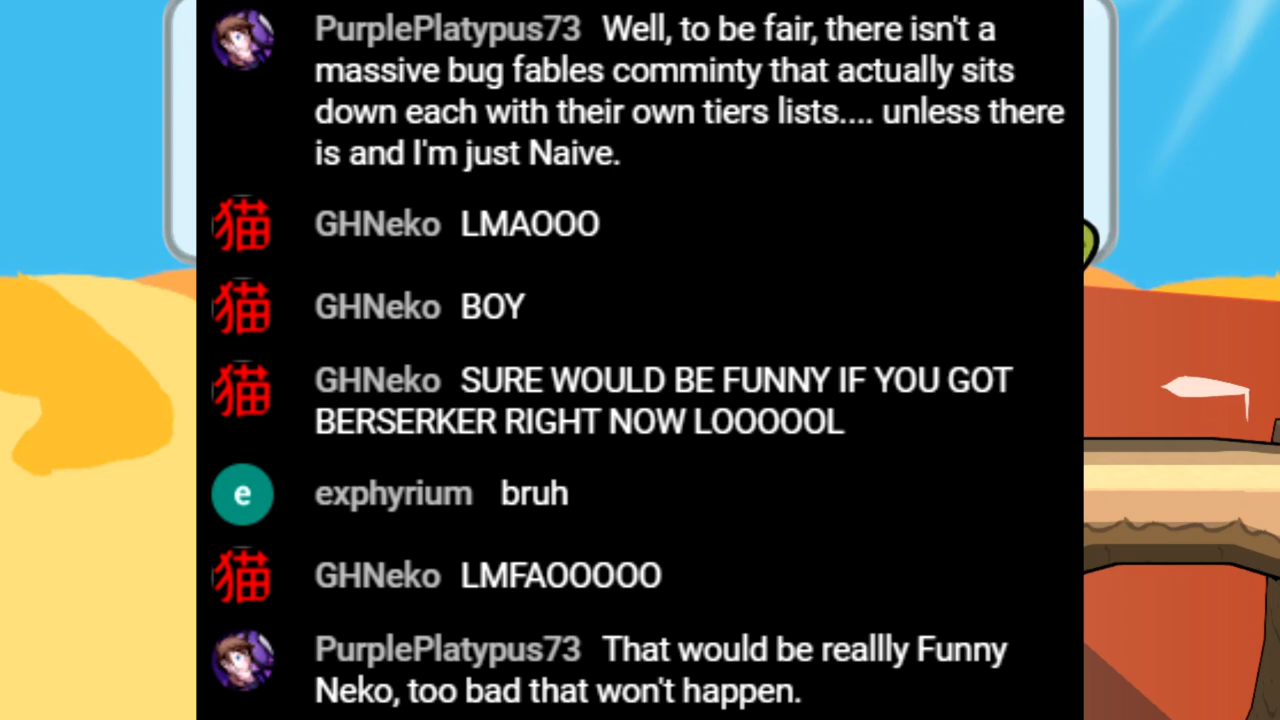 PurplePlatypus73 Well, to be fair, there isn't a
massive bug fables comminty that actually sits
down each with their own tiers lists.... unless there
is and I'm just Naive.
猫 GHNeko LMAOOO
猫 GHNeko BOY
猫 GHNeko SURE WOULD BE FUNNY IF YOU GOT
BERSERKER RIGHT NOW LOOOOOL
e exphyrium bruh
猫 GHNeko LMFAOOOOO
PurplePlatypus73 That would be reallly Funny
Neko, too bad that won't happen.